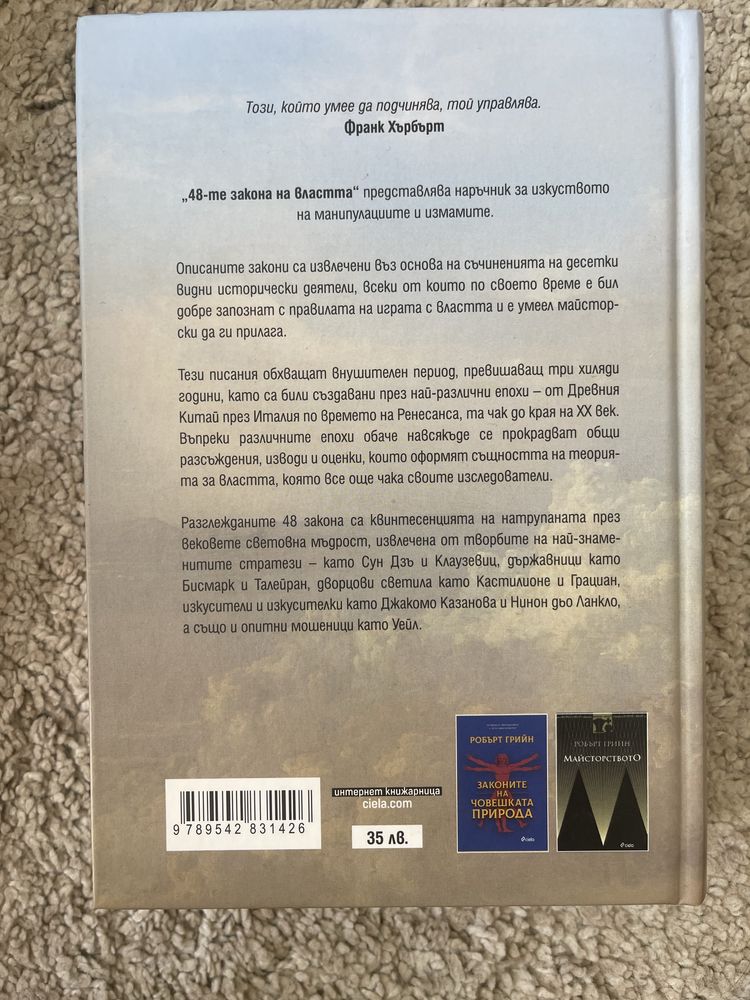 Този, който умее да подчинява, той управлява.
Франк Хърбърт
„48-те закона на властта“ представлява наръчник за изкуството
на манипулациите и измамите.
Описаните закони са извлечени въз основа на съчиненията на десетки
видни исторически дейтели, всеки от които по своето време е бил
добре запознат с правилата на играта с властта и е умеел майстор-
ски да ги прилага.
Тези писания обхващат внушителен период, превишаващ три хиляди
години, като са били създавани през най-различни епохи – от Древния
Китай през Италия по времето на Ренесанса, та чак до края на XX век.
Въпреки различните епохи обаче навсякъде се прокрадват общи
разсъждения, изводи и оценки, които оформят същността на теория-
та за властта, която все още чака своите изследователи.
Разглежданите 48 закона са квинтесенцията на натрупаната през
вековете световна мъдрост, извлечена от творбите на най-знаме-
нитите стратези – като Сун Дзъ и Клаузевиц, държавници като
Бисмарк и Талейран, дворцови светила като Кастилионе и Грациан,
изкусители и изкусителки като Джакомо Казанова и Нинон дьо Ланкло,
а също и опитни мошеници като Уейл.
9 789542 831426
интернет книжарница
ciela.com
35 лв.
РОБЪРТ ГРИЙН
ЗАКОНИТЕ
НА
ЧОВЕШКАТА
ПРИРОДА
ciela
РОБЪРТ ГРИЙН
МАЙСТОРСТВОТО
ciela